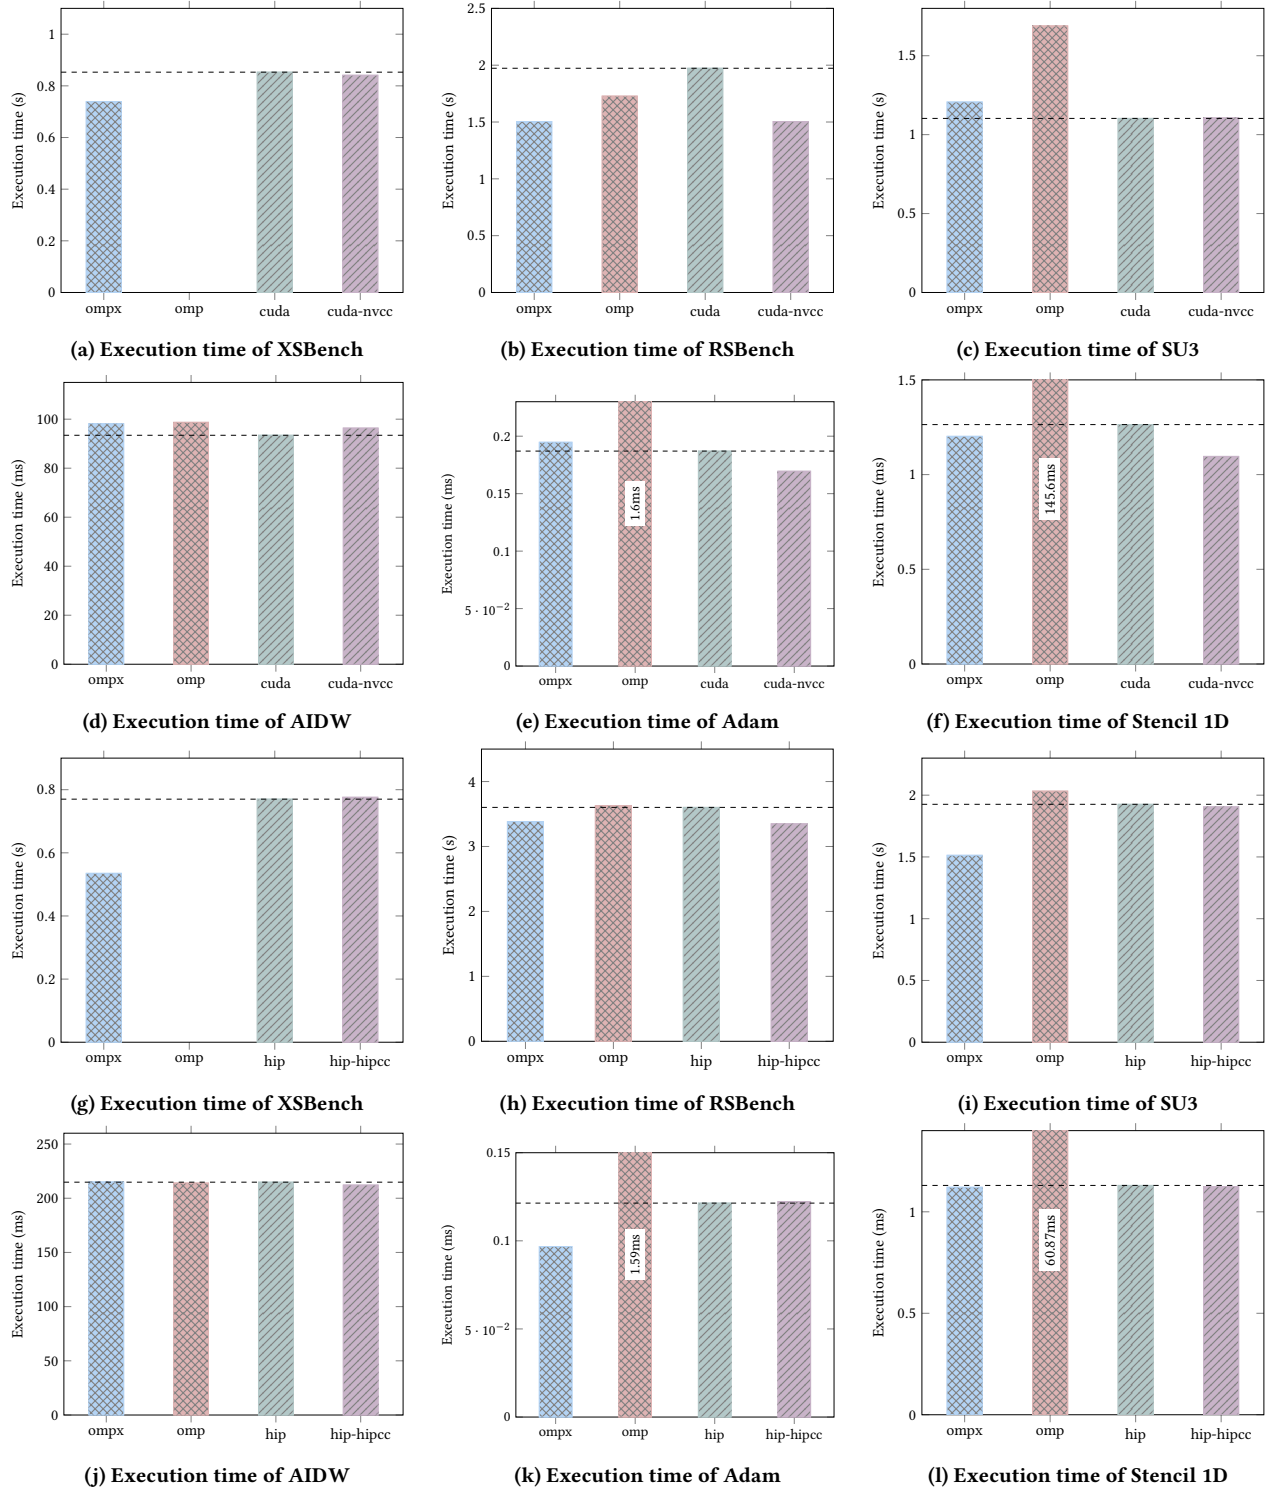 Execution time (s)
1
0.8
0.6
0.4
0.2
0
ompx omp cuda cuda-nvcc
(a) Execution time of XSBench
Execution time (s)
2.5
2
1.5
1
0.5
0
ompx omp cuda cuda-nvcc
(b) Execution time of RSBench
Execution time (s)
1.5
1
0.5
0
ompx omp cuda cuda-nvcc
(c) Execution time of SU3
Execution time (ms)
100
80
60
40
20
0
ompx omp cuda cuda-nvcc
(d) Execution time of AIDW
Execution time (ms)
0.2
0.15
0.1
5 · 10⁻²
0
1.6ms
ompx omp cuda cuda-nvcc
(e) Execution time of Adam
Execution time (ms)
1.5
1
0.5
0
145.6ms
ompx omp cuda cuda-nvcc
(f) Execution time of Stencil 1D
Execution time (s)
0.8
0.6
0.4
0.2
0
ompx omp hip hip-hipcc
(g) Execution time of XSBench
Execution time (s)
4
3
2
1
0
ompx omp hip hip-hipcc
(h) Execution time of RSBench
Execution time (s)
2
1.5
1
0.5
0
ompx omp hip hip-hipcc
(i) Execution time of SU3
Execution time (ms)
250
200
150
100
50
0
ompx omp hip hip-hipcc
(j) Execution time of AIDW
Execution time (ms)
0.15
0.1
5 · 10⁻²
0
1.59ms
ompx omp hip hip-hipcc
(k) Execution time of Adam
Execution time (ms)
1
0.5
0
60.87ms
ompx omp hip hip-hipcc
(l) Execution time of Stencil 1D